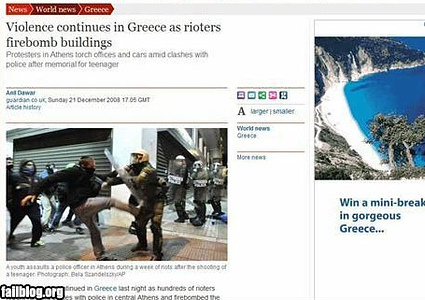 News World news Greece
Violence continues in Greece as rioters
firebomb buildings
Protesters in Athens torch offices and cars amid clashes with
police after memorial for teenager
Anil Dawar
guardian.co.uk, Sunday 21 December 2008 17.05 GMT
Article history
A larger | smaller
World news
Greece
More news
A youth assaults a police officer in Athens during a week of riots after the shooting of
a teenager. Photograph: Bela Szandelszky/AP
tinued in Greece last night as hundreds of rioters
es with police in central Athens and firebombed the
Win a mini-break
in gorgeous
Greece...
failblog.org